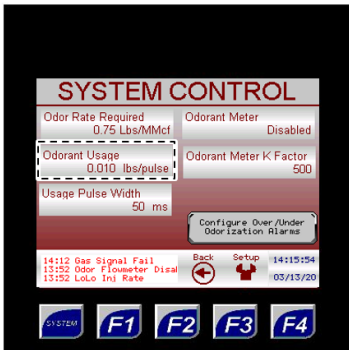 SYSTEM CONTROL
Odor Rate Required
0.75 Lbs/MMcf
Odorant Meter
Disabled
Odorant Usage
0.010 lbs/pulse
Odorant Meter K Factor
500
Usage Pulse Width
50 ms
Configure Over/Under
Odorization Alarms
14:12 Gas Signal Fail
13:52 Odor Flowmeter Disal
13:52 LoLo Inj Rate
Back
Setup
14:15:54
03/13/20
SYSTEM
F1
F2
F3
F4